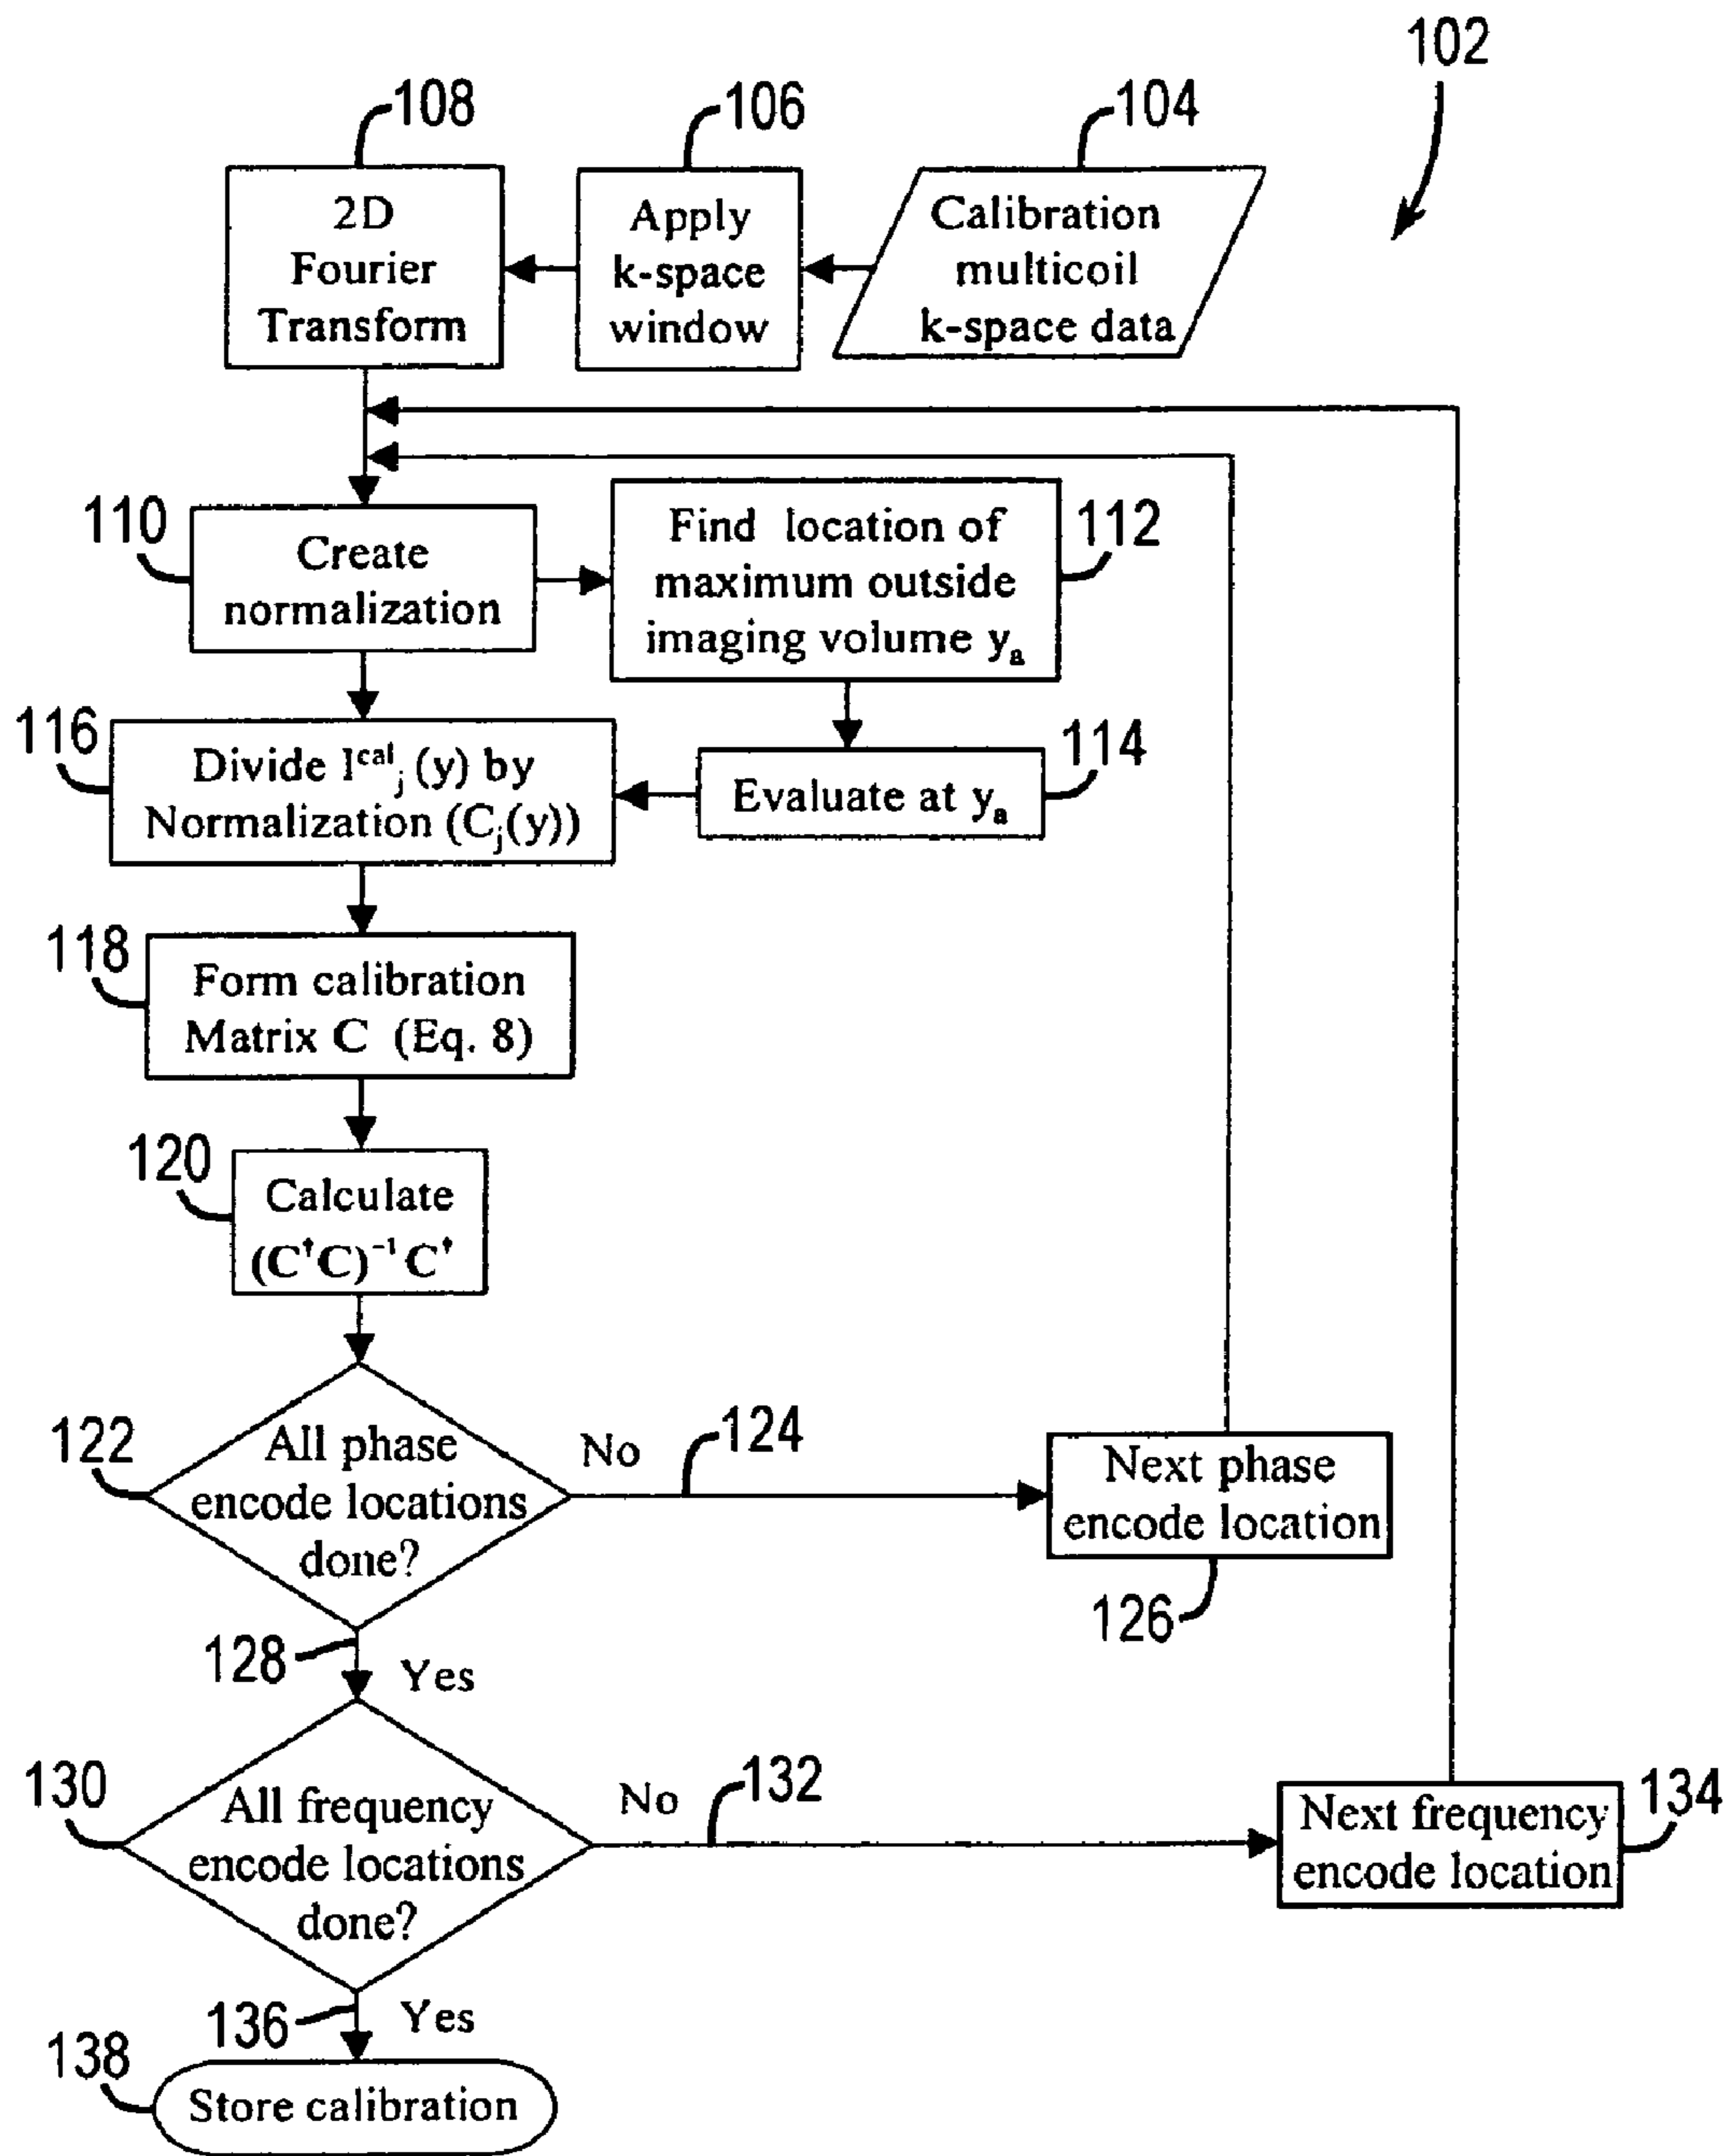 102
108
106
104
2D
Fourier
Transform
Apply
k-space
window
Calibration
multicoil
k-space data
110
Create
normalization
Find location of
maximum outside
imaging volume yₐ
112
116
Divide Iᶜᵃˡⱼ (y) by
Normalization (Cⱼ(y))
Evaluate at yₐ
114
118
Form calibration
Matrix C (Eq. 8)
120
Calculate
(C†C)⁻¹ C†
122
All phase
encode locations
done?
No
124
Next phase
encode location
126
128
Yes
130
All frequency
encode locations
done?
No
132
Next frequency
encode location
134
136
Yes
138
Store calibration